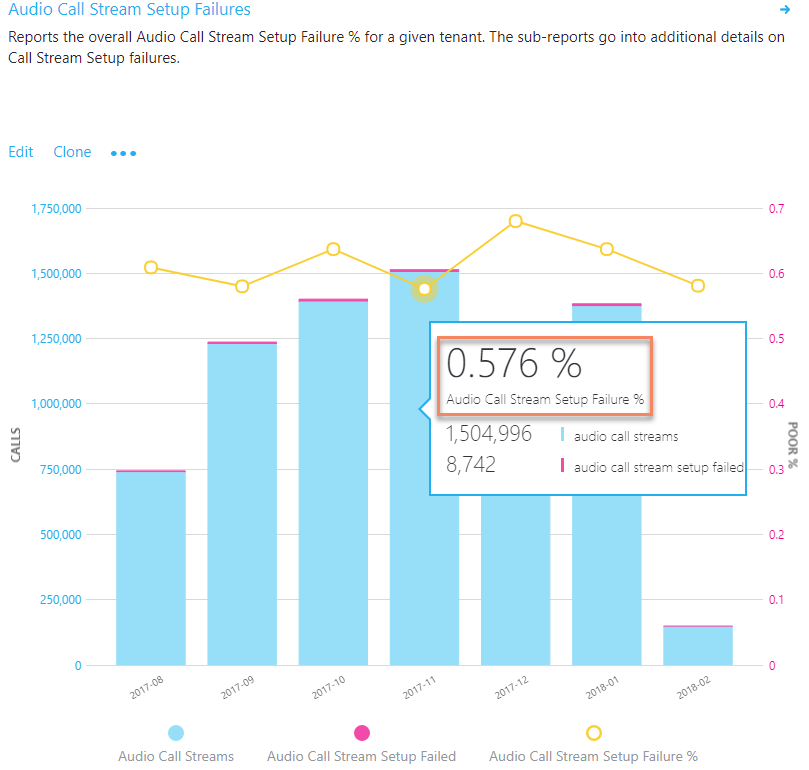 Audio Call Stream Setup Failures
Reports the overall Audio Call Stream Setup Failure % for a given tenant. The sub-reports go into additional details on
Call Stream Setup failures.
Edit Clone
1,750,000 0.7
1,500,000 0.6
1,250,000 0.5
0.576 %
Audio Call Stream Setup Failure %
1,000,000 0.4
1,504,996 audio call streams
CALLS POOR %
8,742 audio call stream setup failed
750,000 0.3
500,000 0.2
250,000 0.1
0 0
2017-08 2017-09 2017-10 2017-11 2017-12 2018-01 2018-02
Audio Call Streams Audio Call Stream Setup Failed Audio Call Stream Setup Failure %